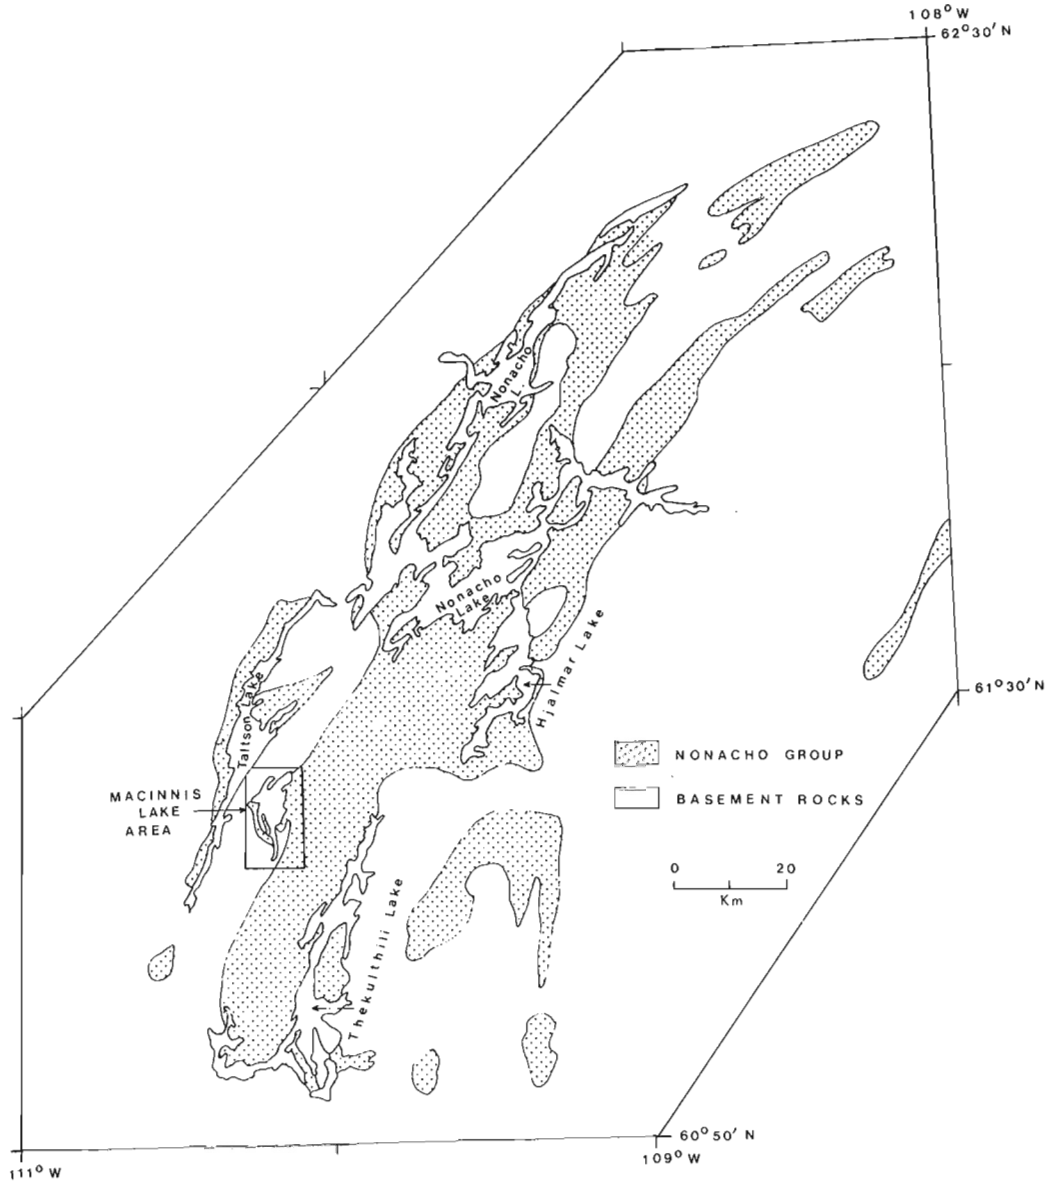 108° W
62°30' N
Nonacho
L.
Nonacho
Lake
Hjalmar Lake
61°30' N
Taltson Lake
NONACHO GROUP
BASEMENT ROCKS
MACINNIS
LAKE
AREA
0 20
Km
Thekulthili Lake
60°50' N
109° W
111° W